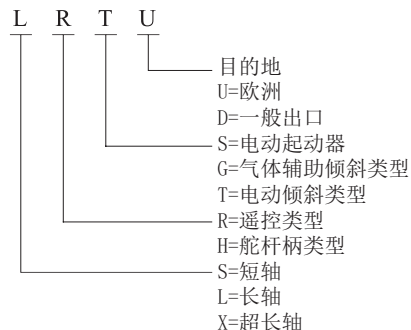 L R T U
目的地
U=欧洲
D=一般出口
S=电动起动器
G=气体辅助倾斜类型
T=电动倾斜类型
R=遥控类型
H=舵杆柄类型
S=短轴
L=长轴
X=超长轴